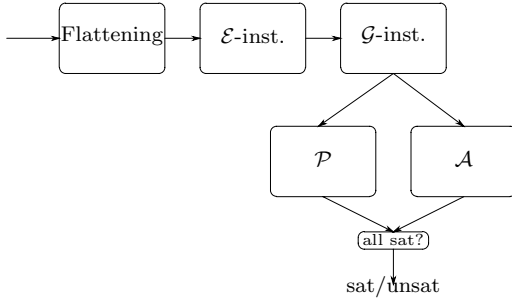 Flattening
ℰ-inst.
𝒢-inst.
𝒫
𝒜
all sat?
sat/unsat